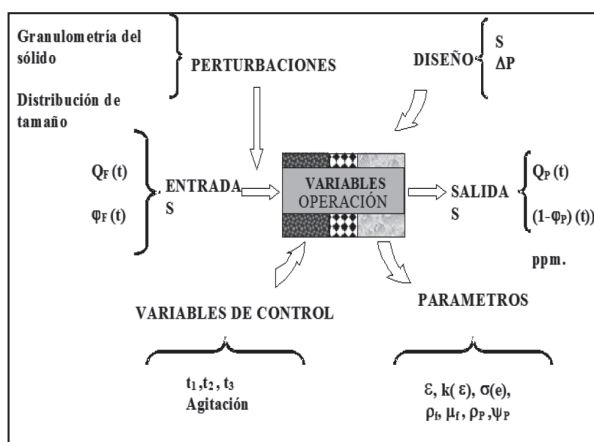 Granulometría del
sólido
PERTURBACIONES
Distribución de
tamaño
DISEÑO
S
ΔP
Q_F (t)
φ_F (t)
ENTRADA
S
VARIABLES
OPERACIÓN
SALIDA
S
Q_P (t)
(1-φ_P) (t))
ppm.
VARIABLES DE CONTROL
t₁ ,t₂ , t₃
Agitación
PARAMETROS
ε, k( ε), σ(e),
ρ_f, μ_f , ρ_P ,ψ_P